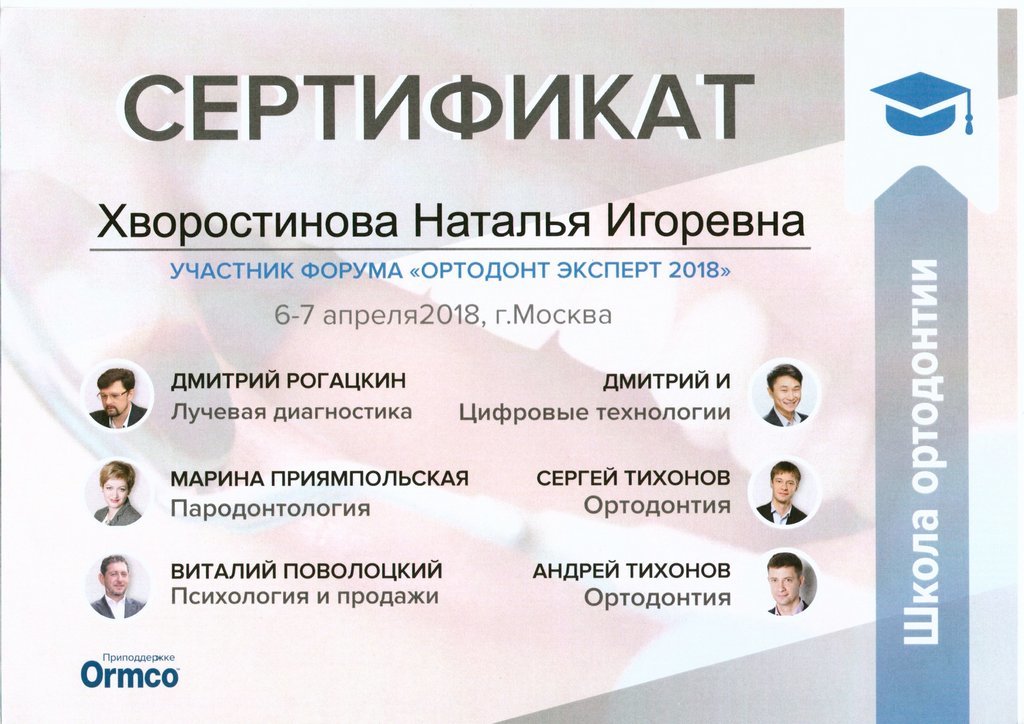 СЕРТИФИКАТ
Хворостинова Наталья Игоревна
УЧАСТНИК ФОРУМА «ОРТОДОНТ ЭКСПЕРТ 2018»
6-7 апреля2018, г.Москва
ДМИТРИЙ РОГАЦКИН
Лучевая диагностика
ДМИТРИЙ И
Цифровые технологии
МАРИНА ПРИЯМПОЛЬСКАЯ
Пародонтология
СЕРГЕЙ ТИХОНОВ
Ортодонтия
ВИТАЛИЙ ПОВОЛОЦКИЙ
Психология и продажи
АНДРЕЙ ТИХОНОВ
Ортодонтия
Приподдержке
Ormco™
Школа ортодонтии